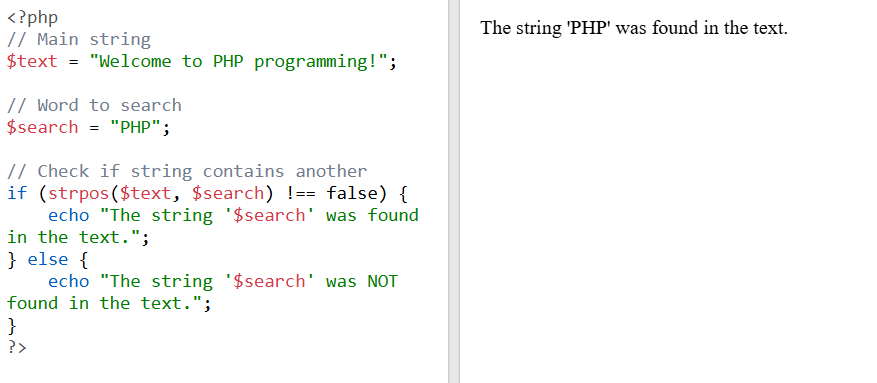 <?php
// Main string
$text = "Welcome to PHP programming!";
// Word to search
$search = "PHP";
// Check if string contains another
if (strpos($text, $search) !== false) {
    echo "The string '$search' was found
in the text.";
} else {
    echo "The string '$search' was NOT
found in the text.";
}
?>
The string 'PHP' was found in the text.